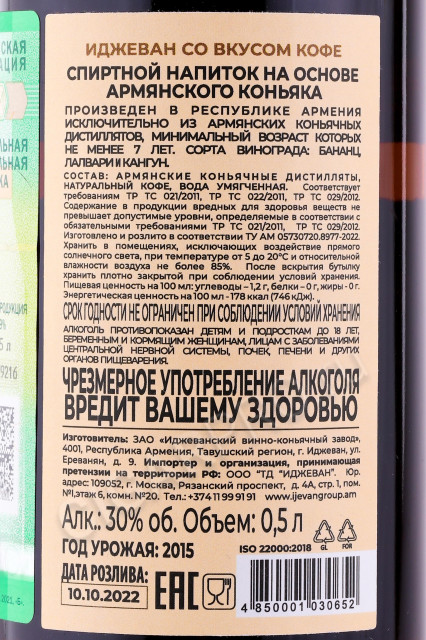 ИДЖЕВАН СО ВКУСОМ КОФЕ
СПИРТНОЙ НАПИТОК НА ОСНОВЕ
АРМЯНСКОГО КОНЬЯКА
ПРОИЗВЕДЕН В РЕСПУБЛИКЕ АРМЕНИЯ
ИСКЛЮЧИТЕЛЬНО ИЗ АРМЯНСКИХ КОНЬЯЧНЫХ
ДИСТИЛЛЯТОВ, МИНИМАЛЬНЫЙ ВОЗРАСТ КОТОРЫХ
НЕ МЕНЕЕ 7 ЛЕТ. СОРТА ВИНОГРАДА: БАНАНЦ,
ЛАЛВАРИ и КАНГУН.
СОСТАВ: АРМЯНСКИЕ КОНЬЯЧНЫЕ ДИСТИЛЛЯТЫ,
НАТУРАЛЬНЫЙ КОФЕ, ВОДА УМЯГЧЕННАЯ. Соответствует
требованиям ТР ТС 021/2011, ТР ТС 022/2011, ТР ТС 029/2012.
Содержание в продукции вредных для здоровья веществ не
превышает допустимые уровни, определяемые в соответствии с
обязательными требованиями ТР ТС 021/2011, ТР ТС 029/2012.
Изготовлено и розлито в соответствии ТУ АМ 05730720.8977-2022.
Хранить в помещениях, исключающих воздействие прямого
солнечного света, при температуре от 5 до 20°С и относительной
влажности воздуха не более 85%. После вскрытия бутылку
хранить плотно закрытой при соблюдении условий хранения.
Пищевая ценность на 100 мл: углеводы – 1,2 г, белки - 0 г, жиры - 0 г.
Энергетическая ценность на 100 мл - 178 ккал (746 кДж).
СРОК ГОДНОСТИ НЕ ОГРАНИЧЕН ПРИ СОБЛЮДЕНИИ УСЛОВИЙ ХРАНЕНИЯ
АЛКОГОЛЬ ПРОТИВОПОКАЗАН ДЕТЯМ И ПОДРОСТКАМ ДО 18 ЛЕТ,
БЕРЕМЕННЫМ И КОРМЯЩИМ ЖЕНЩИНАМ, ЛИЦАМ С ЗАБОЛЕВАНИЯМИ
ЦЕНТРАЛЬНОЙ НЕРВНОЙ СИСТЕМЫ, ПОЧЕК, ПЕЧЕНИ И ДРУГИХ
ОРГАНОВ ПИЩЕВАРЕНИЯ.
ЧРЕЗМЕРНОЕ УПОТРЕБЛЕНИЕ АЛКОГОЛЯ
ВРЕДИТ ВАШЕМУ ЗДОРОВЬЮ
Изготовитель: ЗАО «Иджеванский винно-коньячный завод»,
4001, Республика Армения, Тавушский регион, г. Иджеван, ул.
Ереванян, д. 9. Импортер и организация, принимающая
претензии на территории РФ: ООО "ТД "ИДЖЕВАН". Юр.
адрес: 109052, г. Москва, Рязанский проспект, д. 4А, стр. 1, пом.
№1, этаж 6, комн. №20. Тел.: +374 11 99 91 91 www.ijevangroup.am
Алк.: 30% об. Объем: 0,5 л
ГОД УРОЖАЯ: 2015
ISO 22000:2018
GL
FOR
ДАТА РОЗЛИВА:
10.10.2022
EAC
4 850001 030652
9216
2021, «Б».